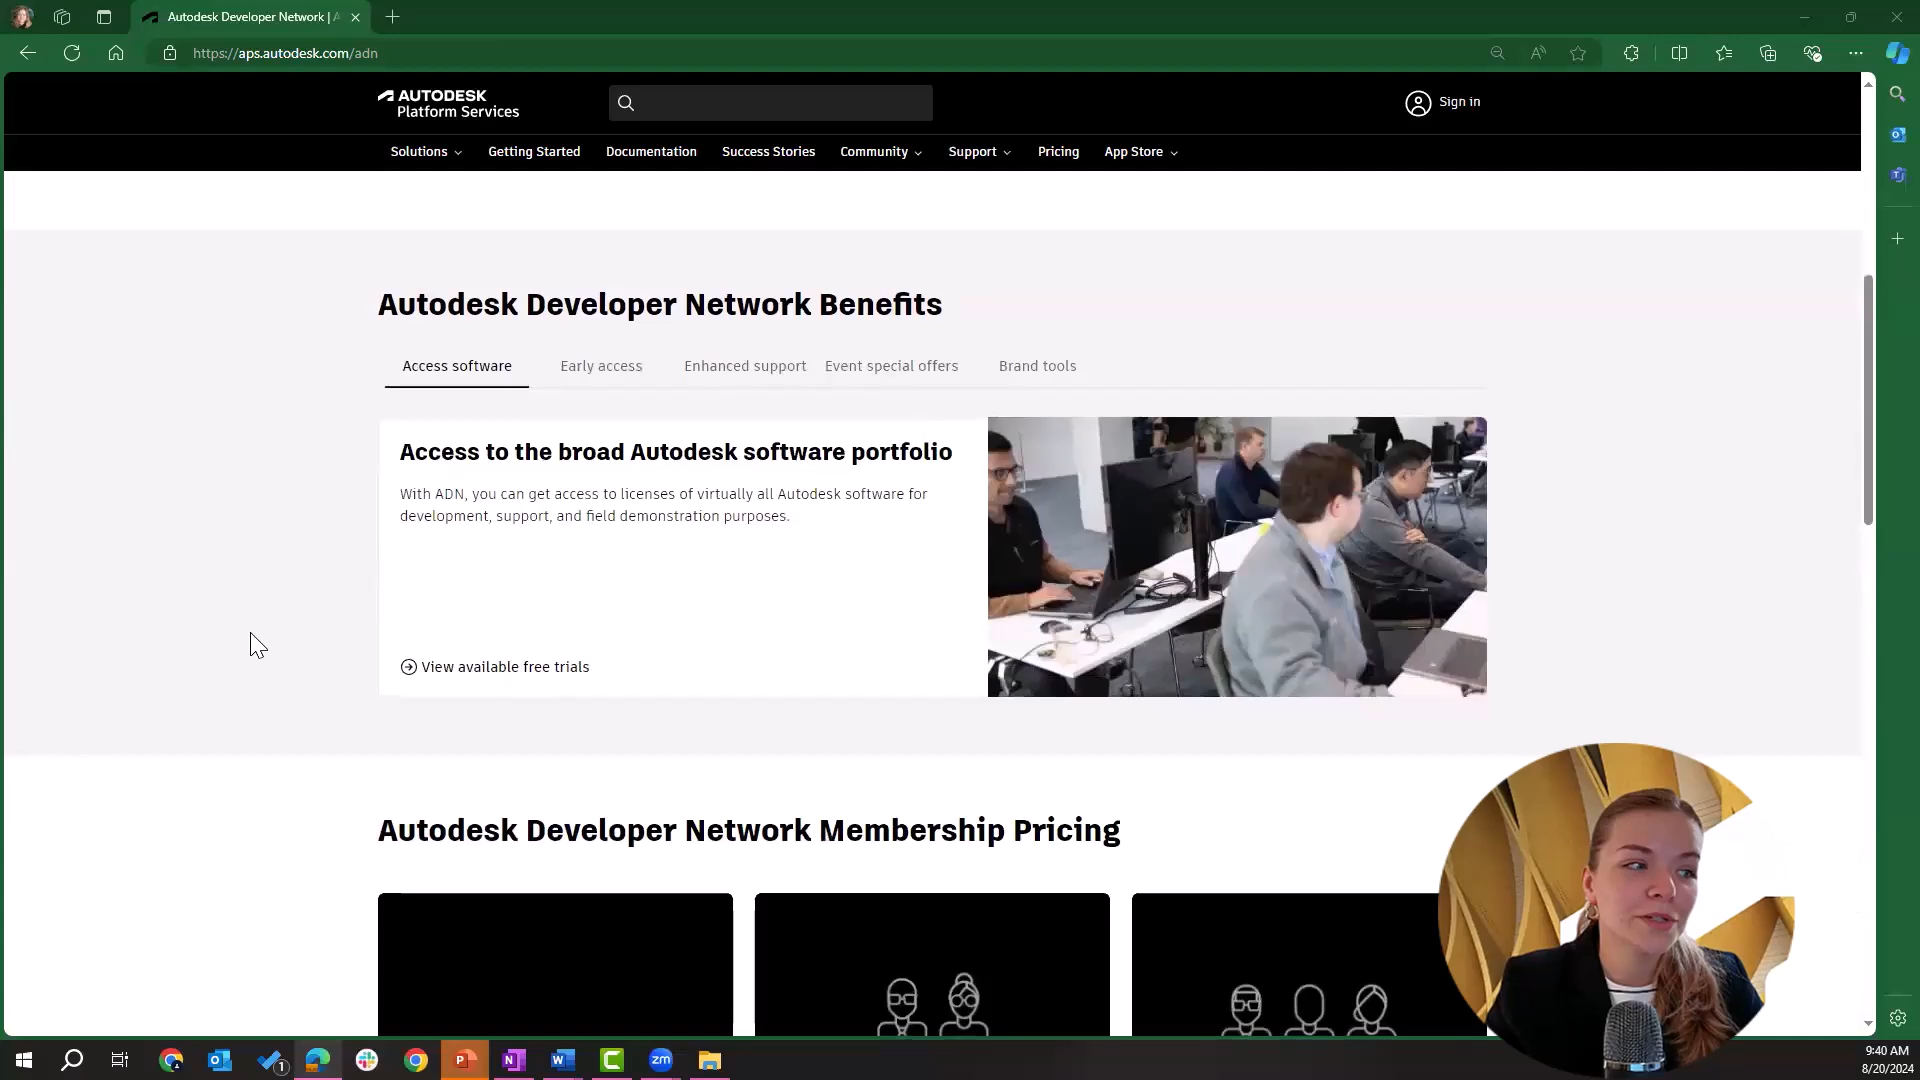 Autodesk Developer Network | A
https://aps.autodesk.com/adn
AUTODESK
Platform Services
Sign in
Solutions
Getting Started
Documentation
Success Stories
Community
Support
Pricing
App Store
Autodesk Developer Network Benefits
Access software
Early access
Enhanced support
Event special offers
Brand tools
Access to the broad Autodesk software portfolio
With ADN, you can get access to licenses of virtually all Autodesk software for
development, support, and field demonstration purposes.
View available free trials
Autodesk Developer Network Membership Pricing
1
zm
9:40 AM
8/20/2024